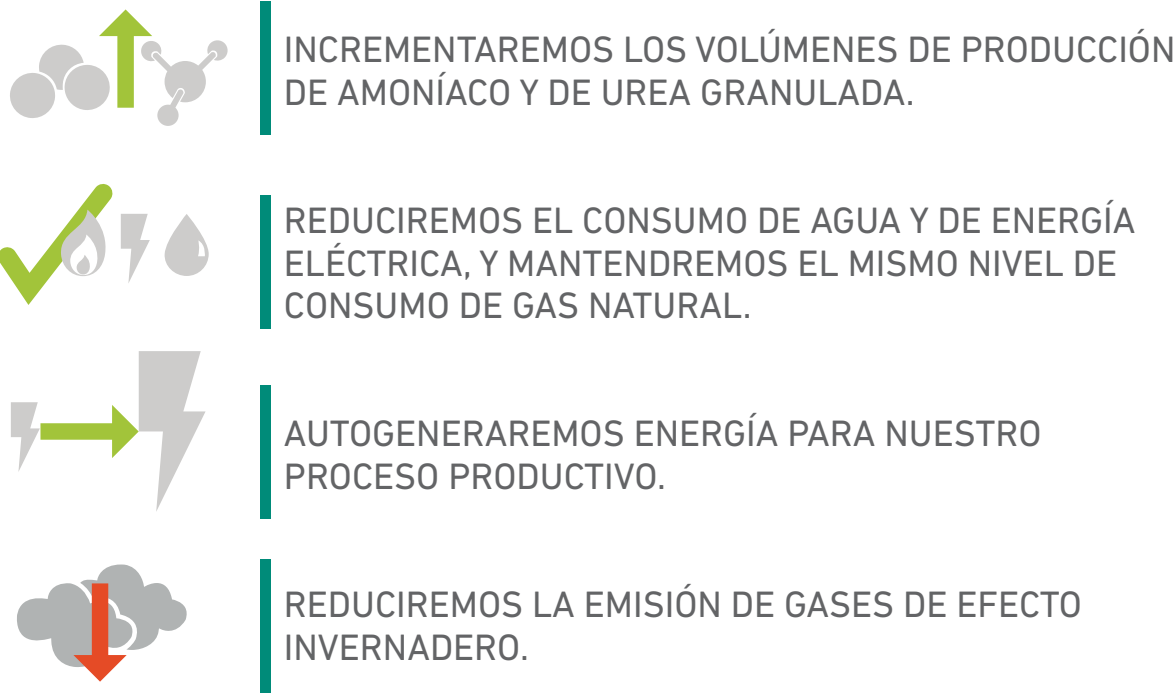 INCREMENTAREMOS LOS VOLÚMENES DE PRODUCCIÓN
DE AMONÍACO Y DE UREA GRANULADA.
REDUCIREMOS EL CONSUMO DE AGUA Y DE ENERGÍA
ELÉCTRICA, Y MANTENDREMOS EL MISMO NIVEL DE
CONSUMO DE GAS NATURAL.
AUTOGENERAREMOS ENERGÍA PARA NUESTRO
PROCESO PRODUCTIVO.
REDUCIREMOS LA EMISIÓN DE GASES DE EFECTO
INVERNADERO.